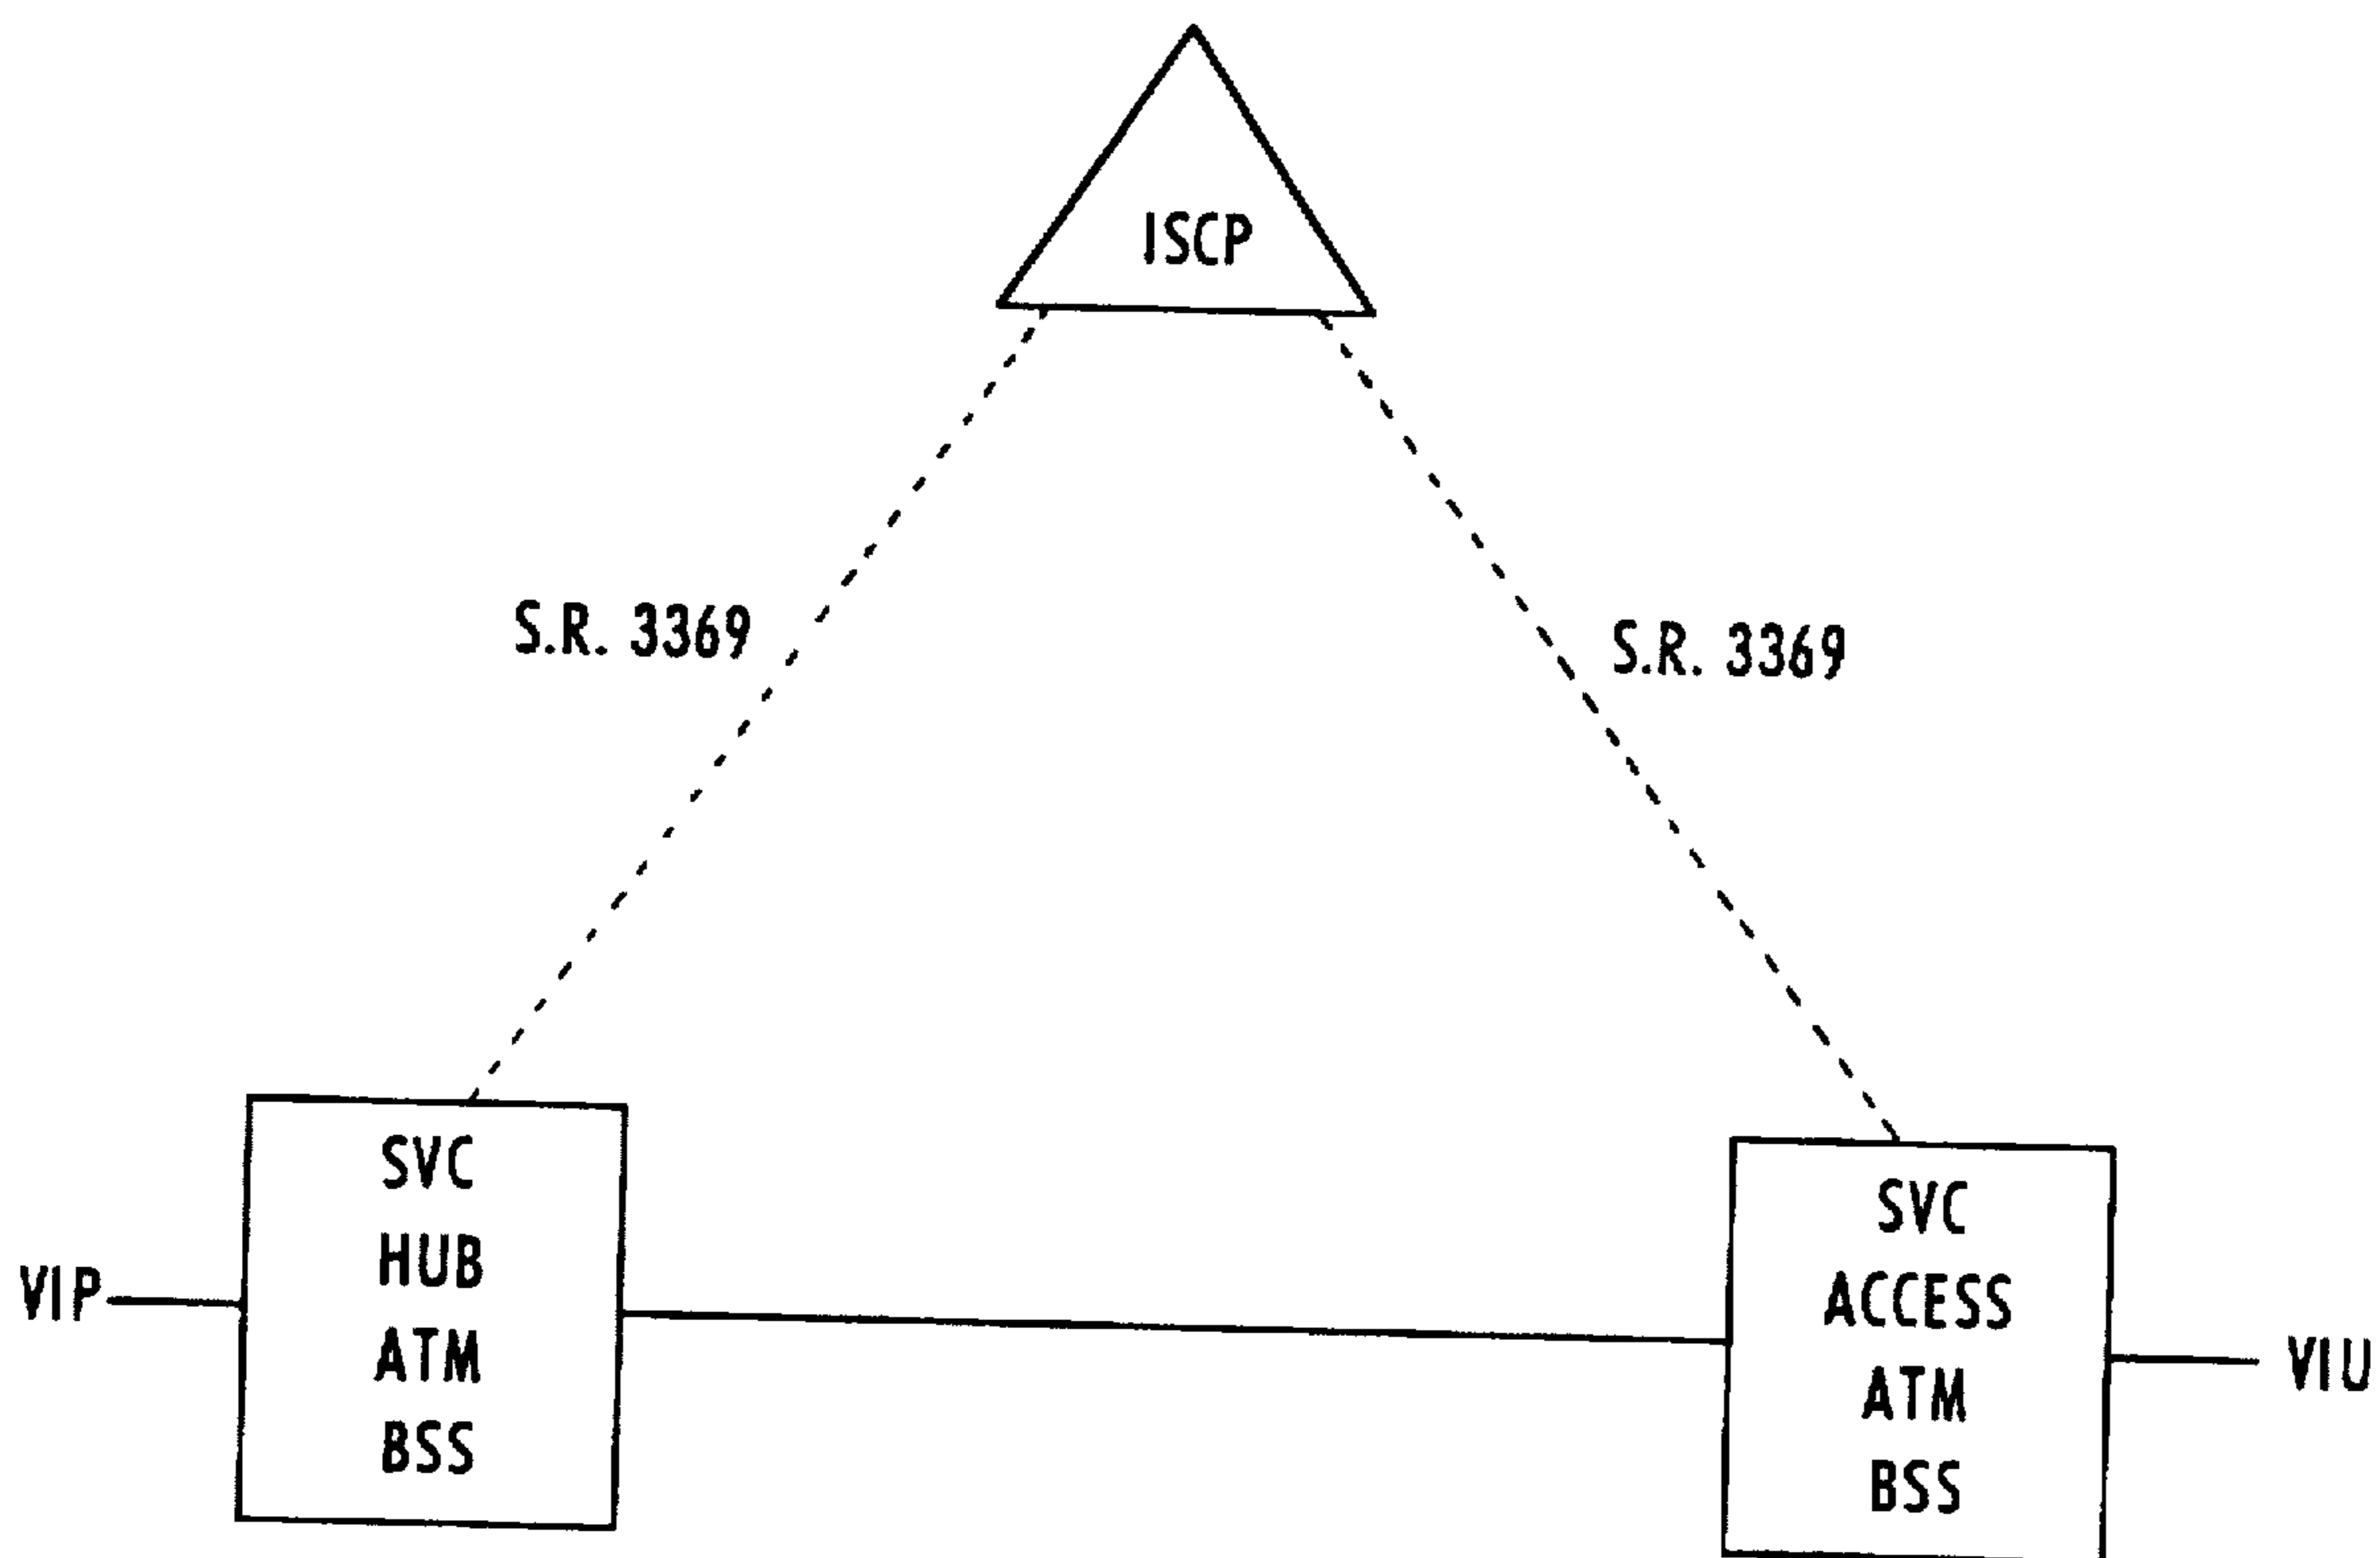 ISCP
S.R. 3369
S.R. 3369
SVC
HUB
ATM
BSS
VIP
SVC
ACCESS
ATM
BSS
VIU